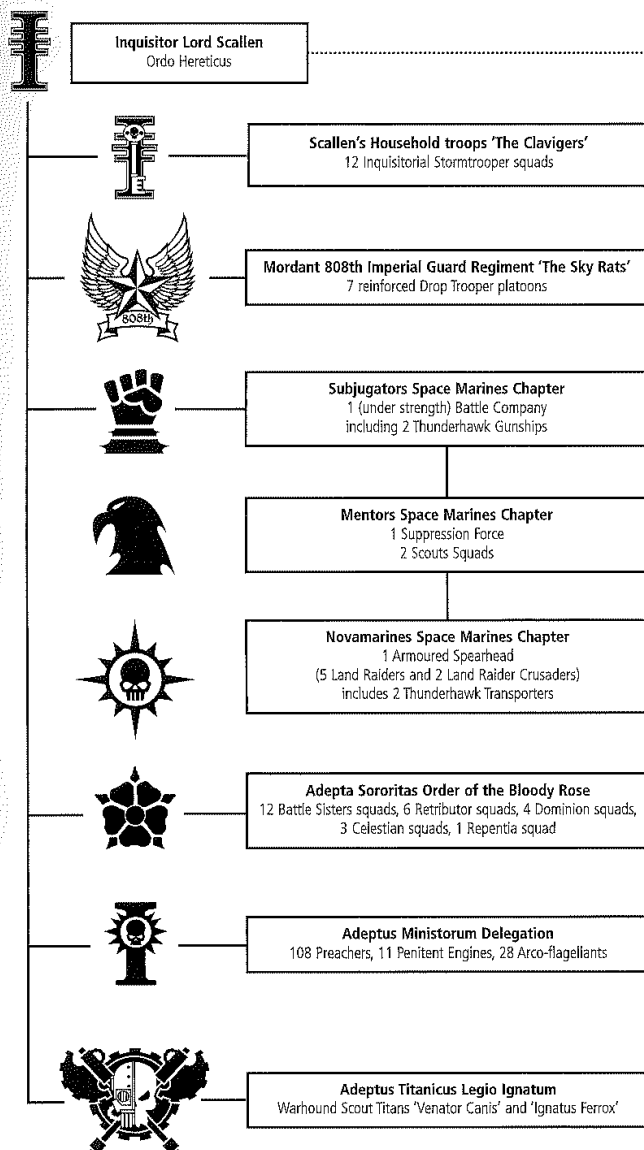 Inquisitor Lord Scallen
Ordo Hereticus
Scallen's Household troops 'The Clavigers'
12 Inquisitorial Stormtrooper squads
Mordant 808th Imperial Guard Regiment 'The Sky Rats'
7 reinforced Drop Trooper platoons
808th
Subjugators Space Marines Chapter
1 (under strength) Battle Company
including 2 Thunderhawk Gunships
Mentors Space Marines Chapter
1 Suppression Force
2 Scouts Squads
Novamarines Space Marines Chapter
1 Armoured Spearhead
(5 Land Raiders and 2 Land Raider Crusaders)
includes 2 Thunderhawk Transporters
Adepta Sororitas Order of the Bloody Rose
12 Battle Sisters squads, 6 Retributor squads, 4 Dominion squads,
3 Celestian squads, 1 Repentia squad
Adeptus Ministorum Delegation
108 Preachers, 11 Penitent Engines, 28 Arco-flagellants
Adeptus Titanicus Legio Ignatum
Warhound Scout Titans 'Venator Canis' and 'Ignatus Ferrox'